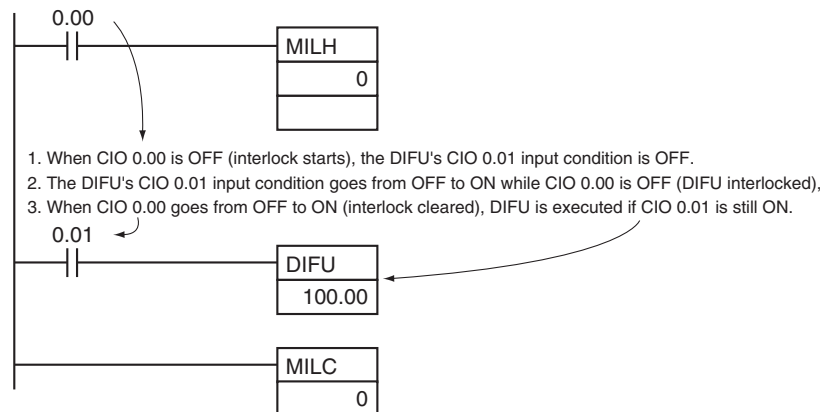 0.00
MILH
0
1. When CIO 0.00 is OFF (interlock starts), the DIFU's CIO 0.01 input condition is OFF.
2. The DIFU's CIO 0.01 input condition goes from OFF to ON while CIO 0.00 is OFF (DIFU interlocked),
3. When CIO 0.00 goes from OFF to ON (interlock cleared), DIFU is executed if CIO 0.01 is still ON.
0.01
DIFU
100.00
MILC
0